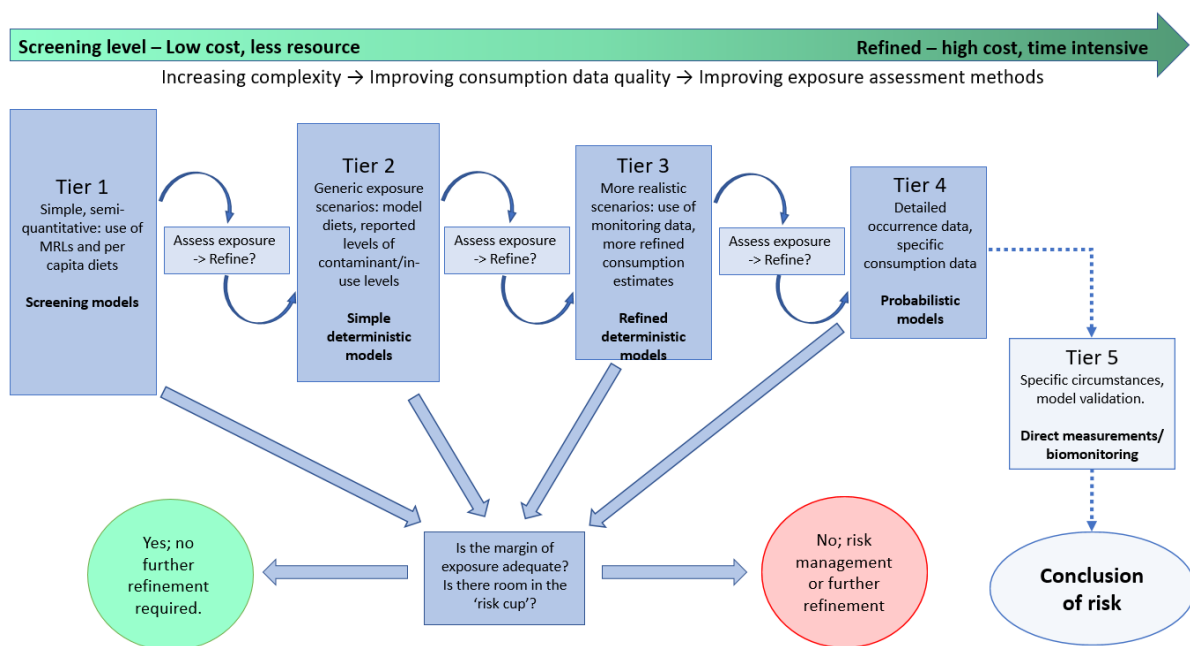 Screening level – Low cost, less resource
Refined – high cost, time intensive
Increasing complexity → Improving consumption data quality → Improving exposure assessment methods
Tier 1
Simple, semi-
quantitative: use of
MRLs and per
capita diets
Screening models
Assess exposure
-> Refine?
Tier 2
Generic exposure
scenarios: model
diets, reported
levels of
contaminant/in-
use levels
Simple
deterministic
models
Assess exposure
-> Refine?
Tier 3
More realistic
scenarios: use of
monitoring data,
more refined
consumption
estimates
Refined
deterministic
models
Assess exposure
-> Refine?
Tier 4
Detailed
occurrence data,
specific
consumption data
Probabilistic
models
Tier 5
Specific circumstances,
model validation.
Direct measurements/
biomonitoring
Yes; no
further
refinement
required.
Is the margin of
exposure adequate?
Is there room in the
‘risk cup’?
No; risk
management
or further
refinement
Conclusion
of risk